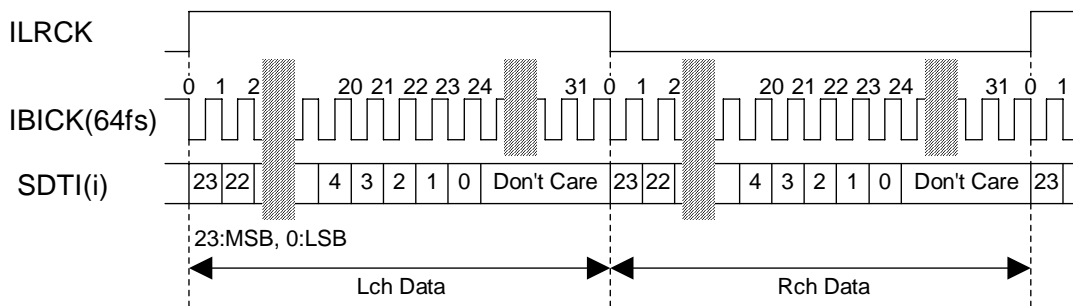 ILRCK
0 1 2 20 21 22 23 24 31 0 1 2 20 21 22 23 24 31 0 1
IBICK(64fs)
SDTI(i) 23 22 4 3 2 1 0 Don't Care 23 22 4 3 2 1 0 Don't Care 23
23:MSB, 0:LSB
Lch Data Rch Data